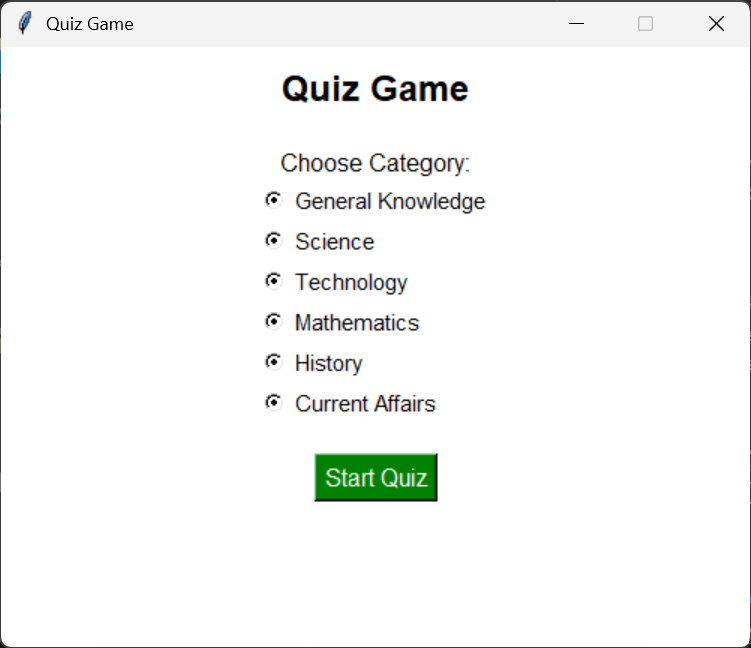 Quiz Game
Quiz Game
Choose Category:
General Knowledge
Science
Technology
Mathematics
History
Current Affairs
Start Quiz